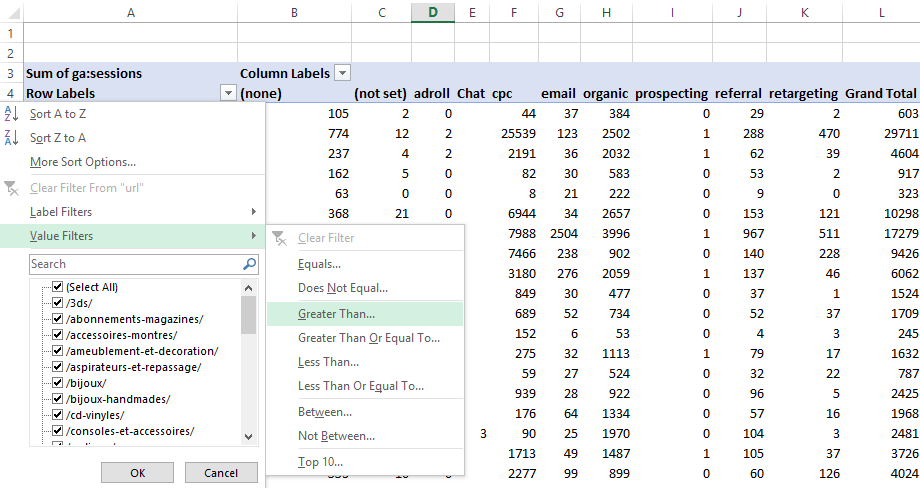 A B C D E F G H I J K L
1
2
3 Sum of ga:sessions Column Labels
4 Row Labels (none) (not set) adroll Chat cpc email organic prospecting referral retargeting Grand Total
Sort A to Z 105 2 0 44 37 384 0 29 2 603
Sort Z to A 774 12 2 25539 123 2502 1 288 470 29711
More Sort Options... 237 4 2 2191 36 2032 1 62 39 4604
Clear Filter From "url" 162 5 0 82 30 583 0 53 2 917
63 0 0 8 21 222 0 9 0 323
Label Filters 368 21 0 6944 34 2657 0 153 121 10298
Value Filters 7988 2504 3996 1 967 511 17279
Clear Filter 7466 238 902 0 140 228 9426
Search Equals... 3180 276 2059 1 137 46 6062
(Select All) Does Not Equal... 849 30 477 0 37 1 1524
/3ds/ Greater Than... 689 52 734 0 52 37 1709
/abonnements-magazines/
/accessoires-montres/ Greater Than Or Equal To... 152 6 53 0 4 3 245
/ameublement-et-decoration/ Less Than... 275 32 1113 1 79 17 1632
/aspirateurs-et-repassage/
/bijoux/ Less Than Or Equal To... 59 27 524 0 32 22 787
/bijoux-handmades/ Between... 939 28 922 0 96 5 2425
/cd-vinyles/ 176 64 1334 0 57 16 1968
/consoles-et-accessoires/ Not Between... 3 90 25 1970 0 104 3 2481
Top 10... 1713 49 1487 1 105 37 3726
OK Cancel 2277 99 899 0 60 126 4024